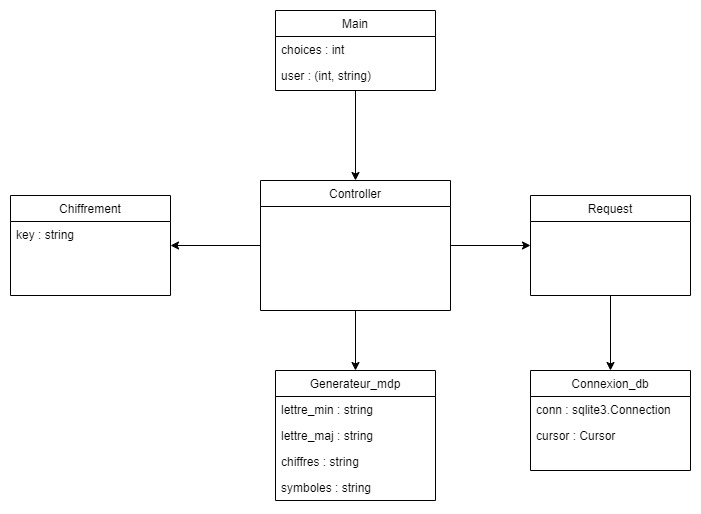 Main
choices : int
user : (int, string)
Chiffrement
key : string
Controller
Request
Generateur_mdp
lettre_min : string
lettre_maj : string
chiffres : string
symboles : string
Connexion_db
conn : sqlite3.Connection
cursor : Cursor